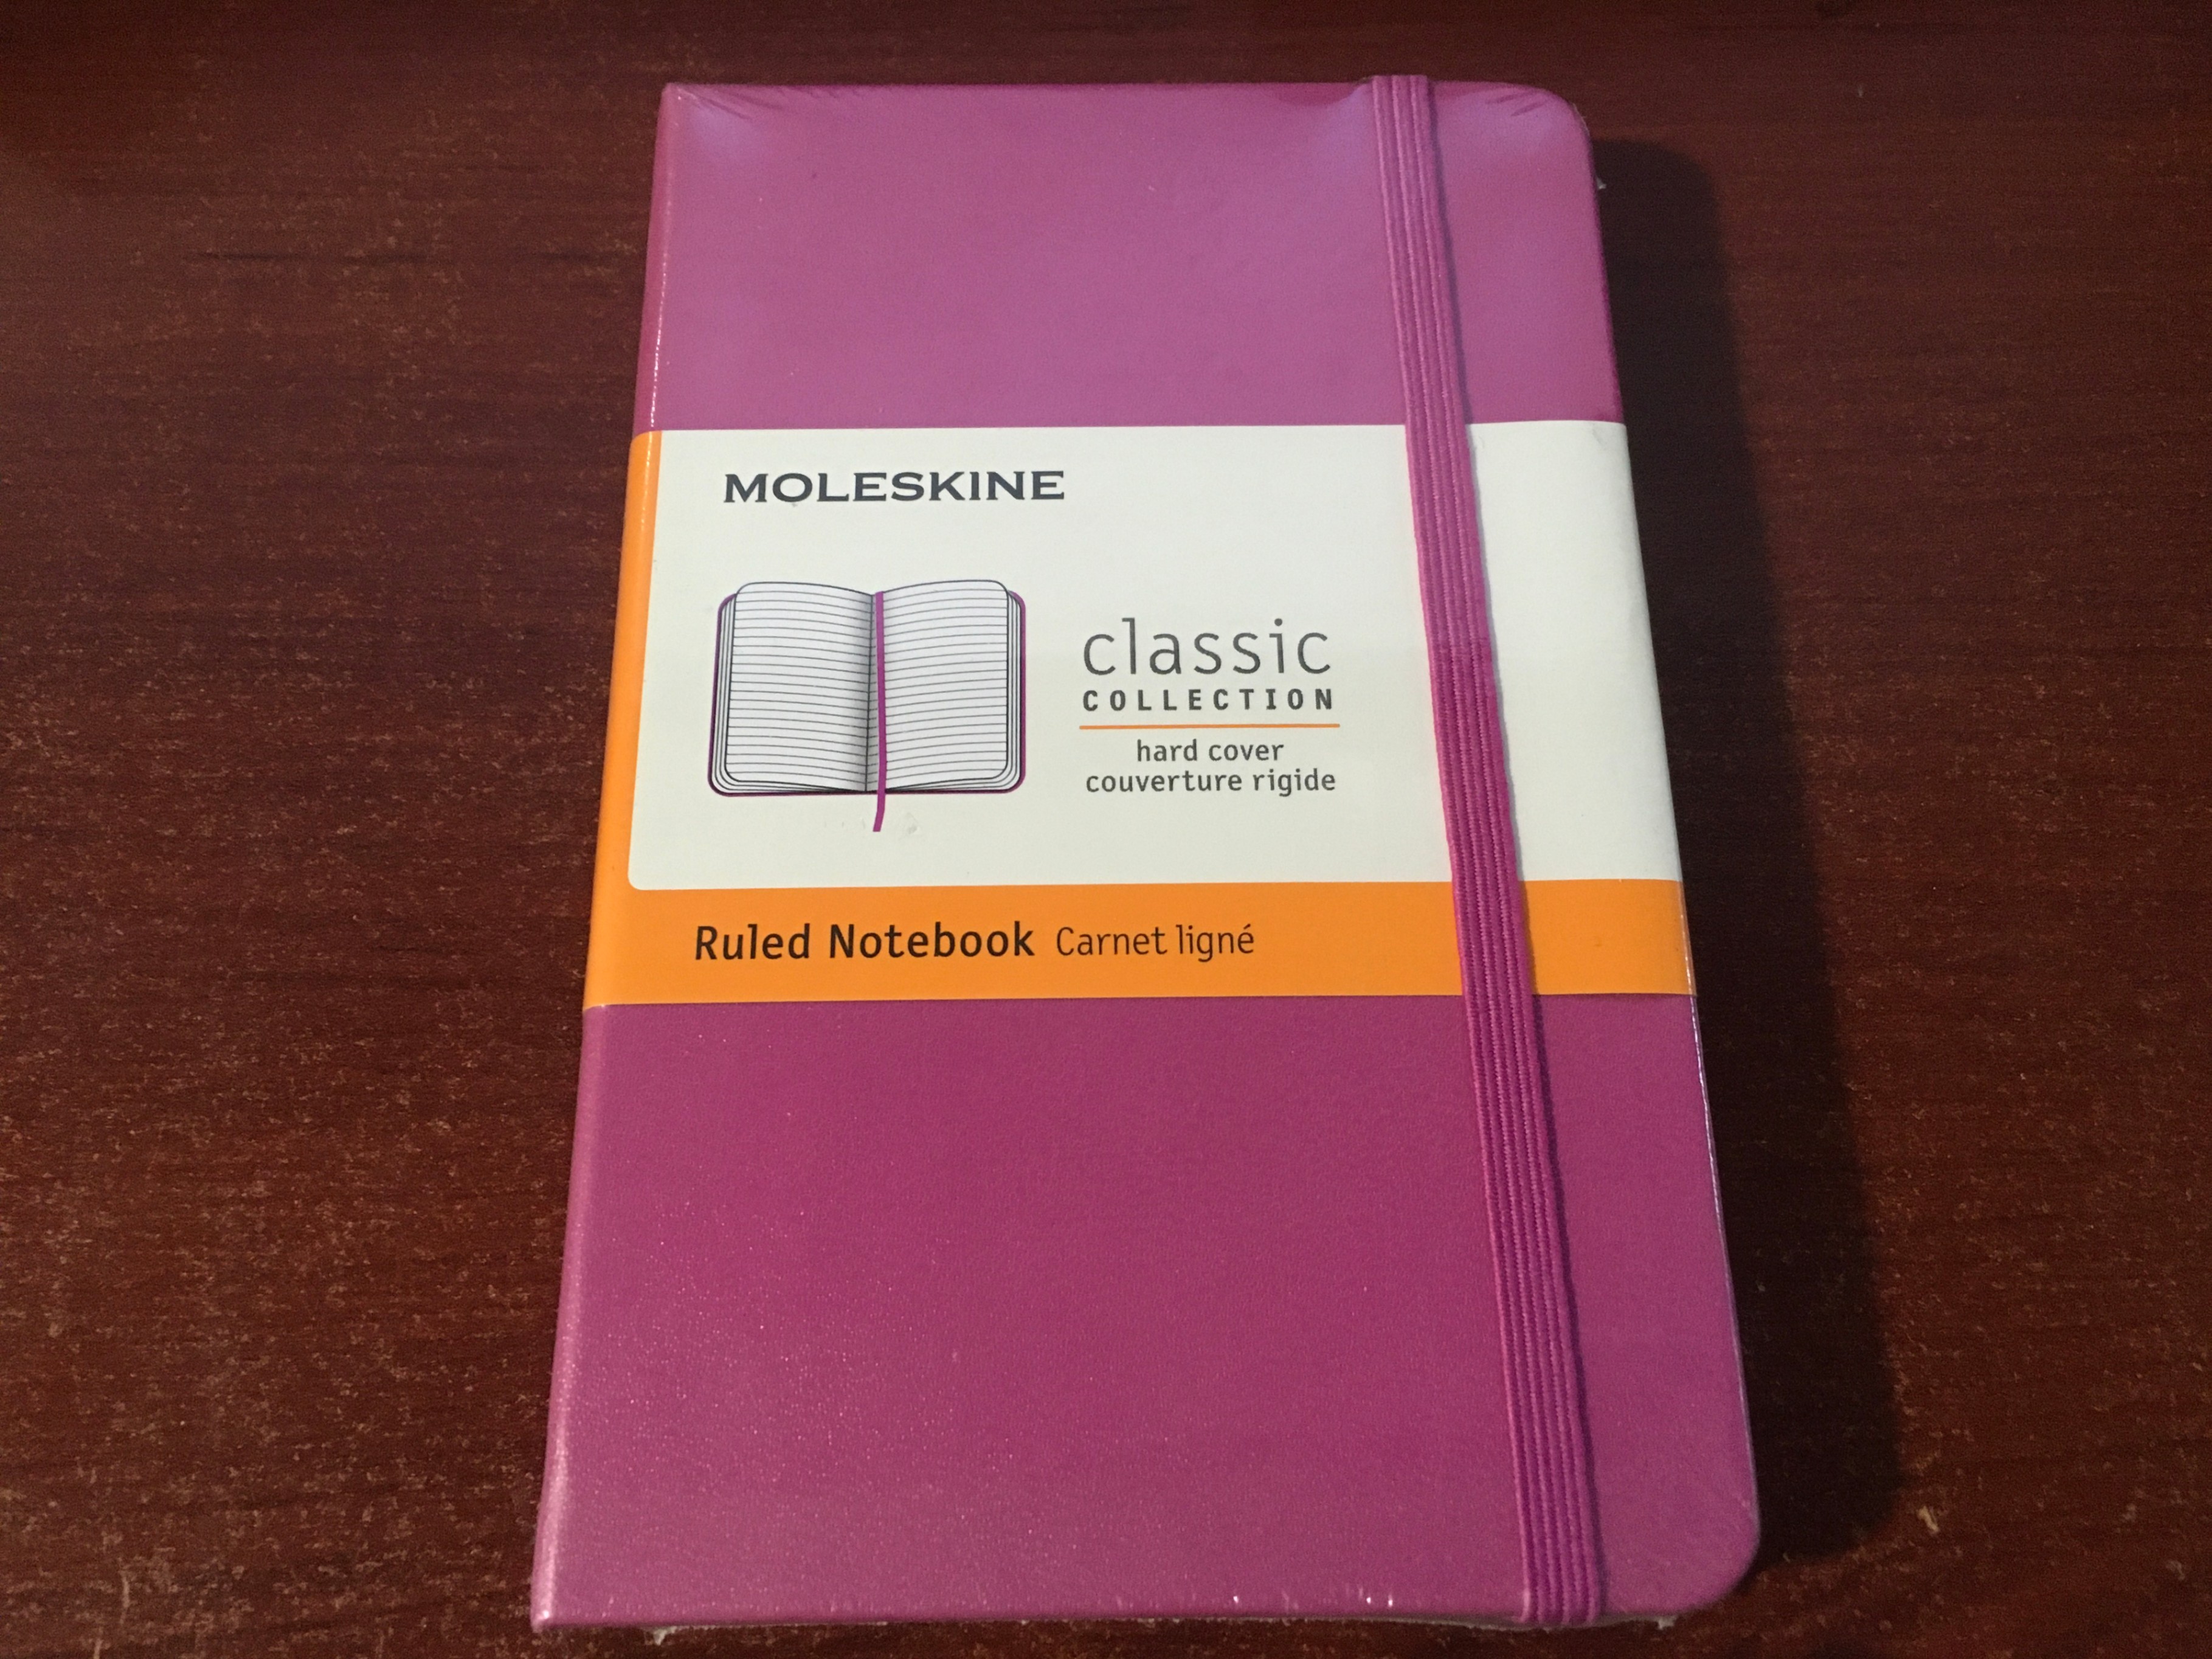 MOLESKINE
classic
COLLECTION
hard cover
couverture rigide
Ruled Notebook Carnet ligné